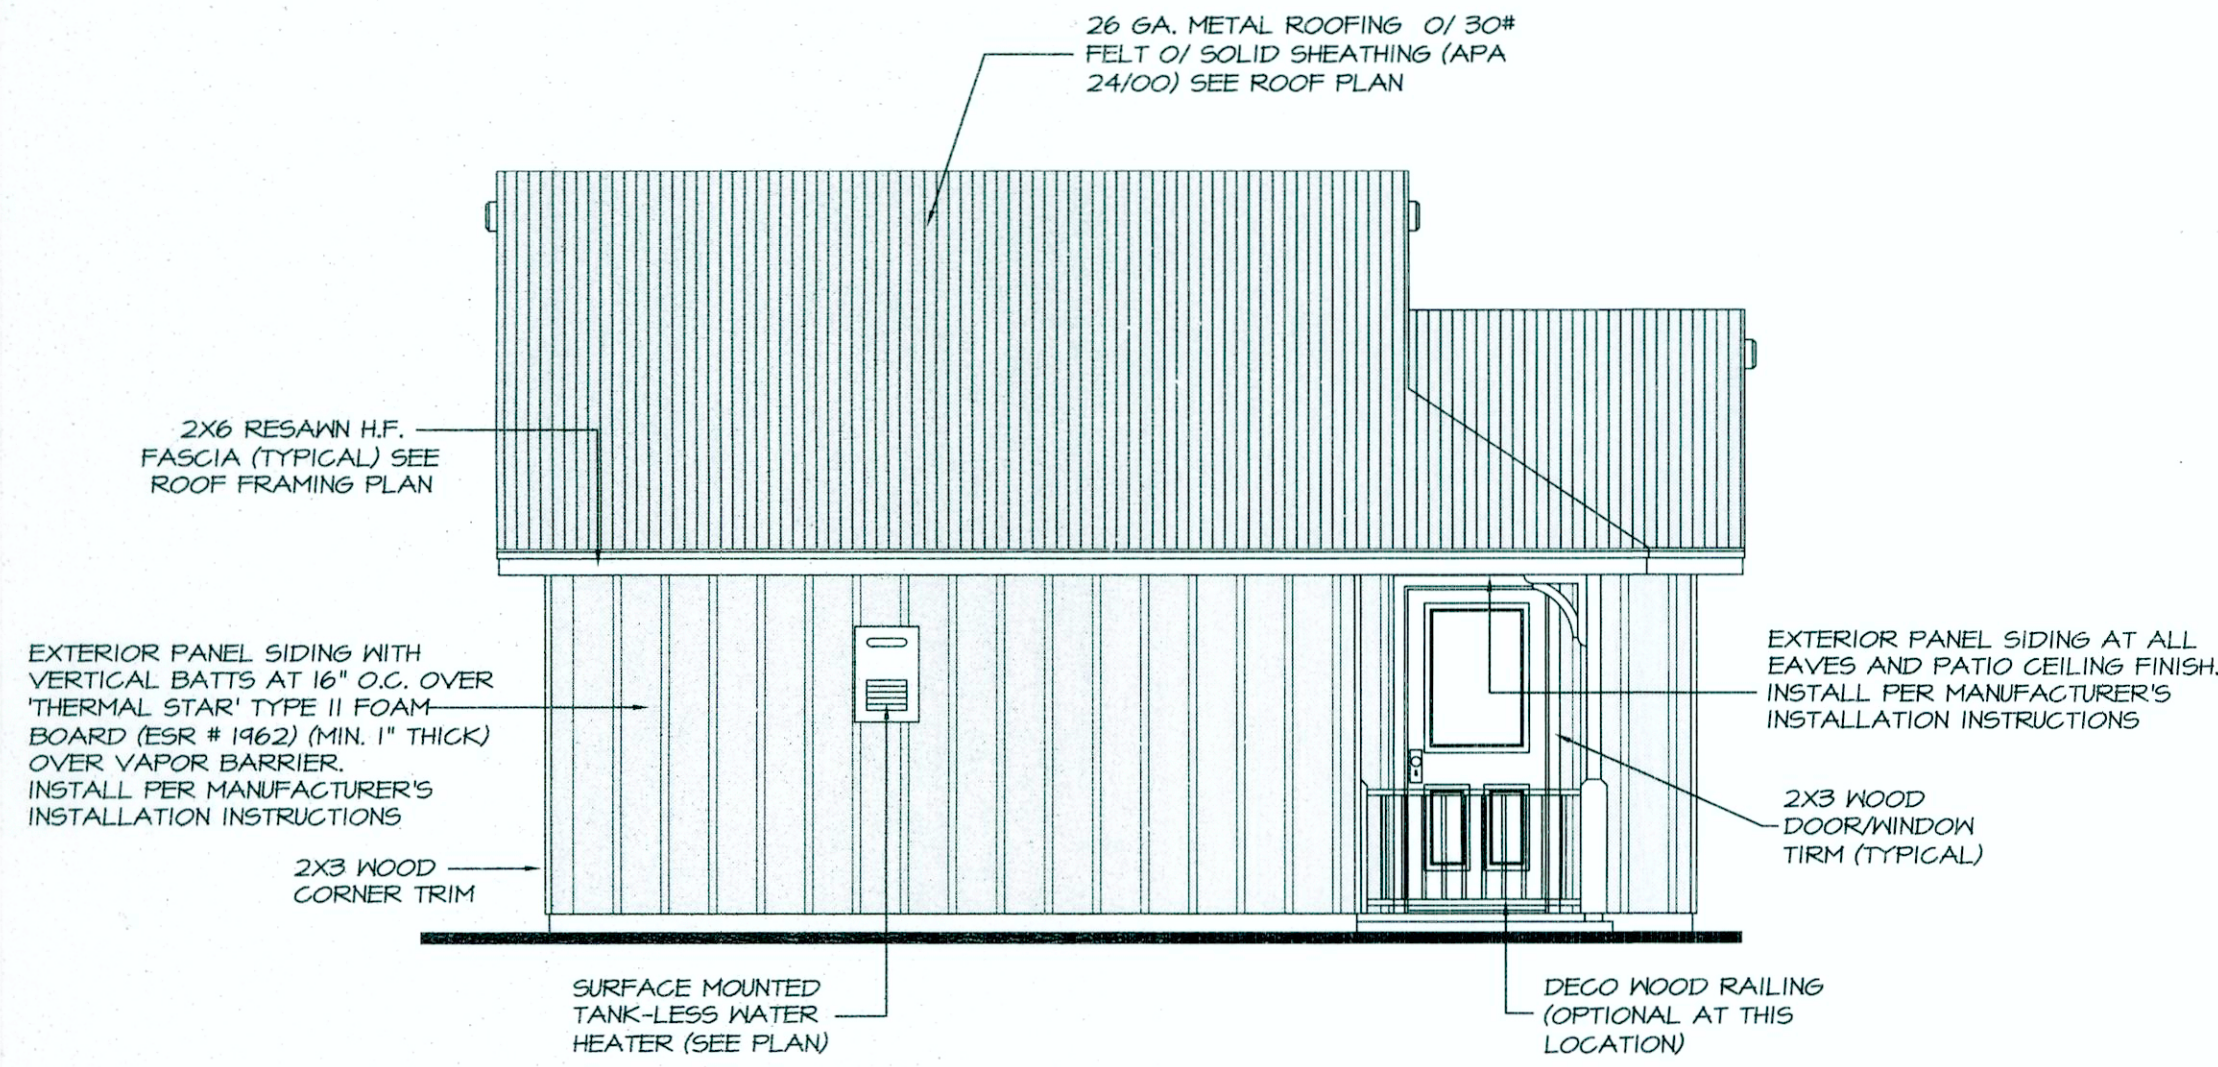 26 GA. METAL ROOFING O/ 30#
FELT O/ SOLID SHEATHING (APA
24/00) SEE ROOF PLAN
2X6 RESAWN H.F.
FASCIA (TYPICAL) SEE
ROOF FRAMING PLAN
EXTERIOR PANEL SIDING WITH
VERTICAL BATTS AT 16" O.C. OVER
'THERMAL STAR' TYPE II FOAM
BOARD (ESR # 1962) (MIN. 1" THICK)
OVER VAPOR BARRIER.
INSTALL PER MANUFACTURER'S
INSTALLATION INSTRUCTIONS
2X3 WOOD
CORNER TRIM
EXTERIOR PANEL SIDING AT ALL
EAVES AND PATIO CEILING FINISH.
INSTALL PER MANUFACTURER'S
INSTALLATION INSTRUCTIONS
2X3 WOOD
DOOR/WINDOW
TIRM (TYPICAL)
SURFACE MOUNTED
TANK-LESS WATER
HEATER (SEE PLAN)
DECO WOOD RAILING
(OPTIONAL AT THIS
LOCATION)